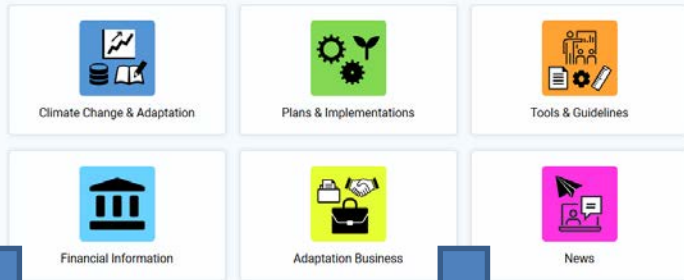 Climate Change & Adaptation
Plans & Implementations
Tools & Guidelines
Financial Information
Adaptation Business
News